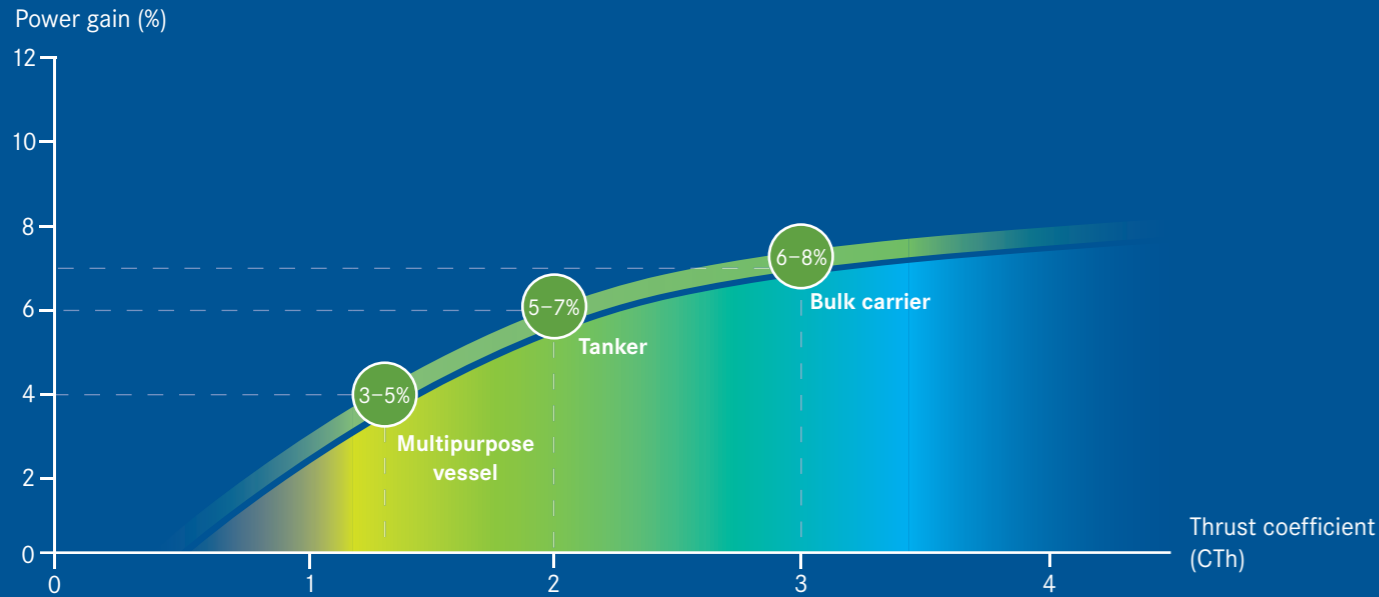 Power gain (%)
12
10
8
6
4
2
0
6–8%
Bulk carrier
5–7%
Tanker
3–5%
Multipurpose
vessel
0 1 2 3 4
Thrust coefficient
(CTh)